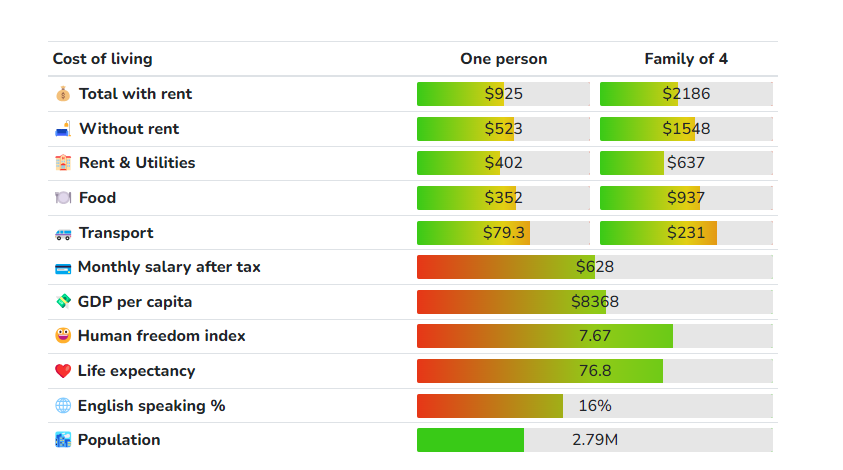 Cost of living One person Family of 4
Total with rent $925 $2186
Without rent $523 $1548
Rent & Utilities $402 $637
Food $352 $937
Transport $79.3 $231
Monthly salary after tax $628
GDP per capita $8368
Human freedom index 7.67
Life expectancy 76.8
English speaking % 16%
Population 2.79M